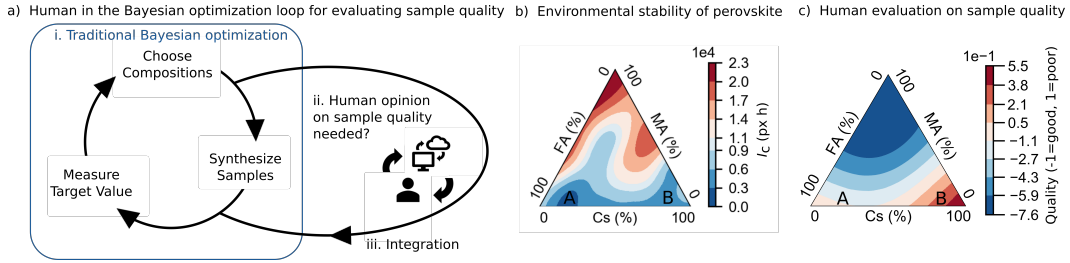 a) Human in the Bayesian optimization loop for evaluating sample quality
i. Traditional Bayesian optimization
Choose
Compositions
Synthesize
Samples
Measure
Target Value
ii. Human opinion
on sample quality
needed?
iii. Integration
b) Environmental stability of perovskite
1e4
0
100
FA (%)
MA (%)
100
0
A
B
0
Cs (%)
100
2.3
2.0
1.7
1.4
1.1
0.9
0.6
0.3
0.0
I_C (px h)
c) Human evaluation on sample quality
1e−1
0
100
FA (%)
MA (%)
100
0
A
B
0
Cs (%)
100
5.5
3.8
2.1
0.5
−1.1
−2.7
−4.3
−5.9
−7.6
Quality (-1=good, 1=poor)